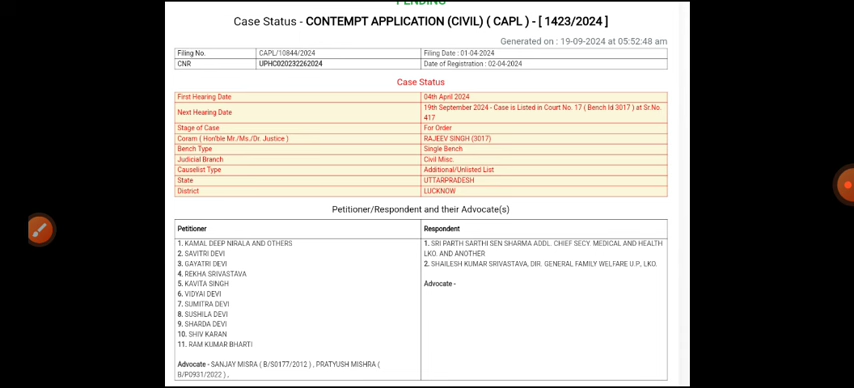 PENDING
Case Status - CONTEMPT APPLICATION (CIVIL) ( CAPL ) - [ 1423/2024 ]
Generated on : 19-09-2024 at 05:52:48 am
Filing No. CAPL/10844/2024 Filing Date : 01-04-2024
CNR UPHC020232262024 Date of Registration : 02-04-2024
Case Status
First Hearing Date 04th April 2024
Next Hearing Date 19th September 2024 - Case is Listed in Court No. 17 ( Bench Id 3017 ) at Sr.No.
417
Stage of Case For Order
Coram ( Hon'ble Mr./Ms./Dr. Justice ) RAJEEV SINGH (3017)
Bench Type Single Bench
Judicial Branch Civil Misc.
Causelist Type Additional/Unlisted List
State UTTARPRADESH
District LUCKNOW
Petitioner/Respondent and their Advocate(s)
Petitioner Respondent
1. KAMAL DEEP NIRALA AND OTHERS
2. SAVITRI DEVI
3. GAYATRI DEVI
4. REKHA SRIVASTAVA
5. KAVITA SINGH
6. VIDYAI DEVI
7. SUMITRA DEVI
8. SUSHILA DEVI
9. SHARDA DEVI
10. SHIV KARAN
11. RAM KUMAR BHARTI
Advocate - SANJAY MISRA ( B/S0177/2012 ) , PRATYUSH MISHRA (
B/P0931/2022 ) ,
1. SRI PARTH SARTHI SEN SHARMA ADDL. CHIEF SECY. MEDICAL AND HEALTH
LKO. AND ANOTHER
2. SHAILESH KUMAR SRIVASTAVA, DIR. GENERAL FAMILY WELFARE U.P., LKO.
Advocate -